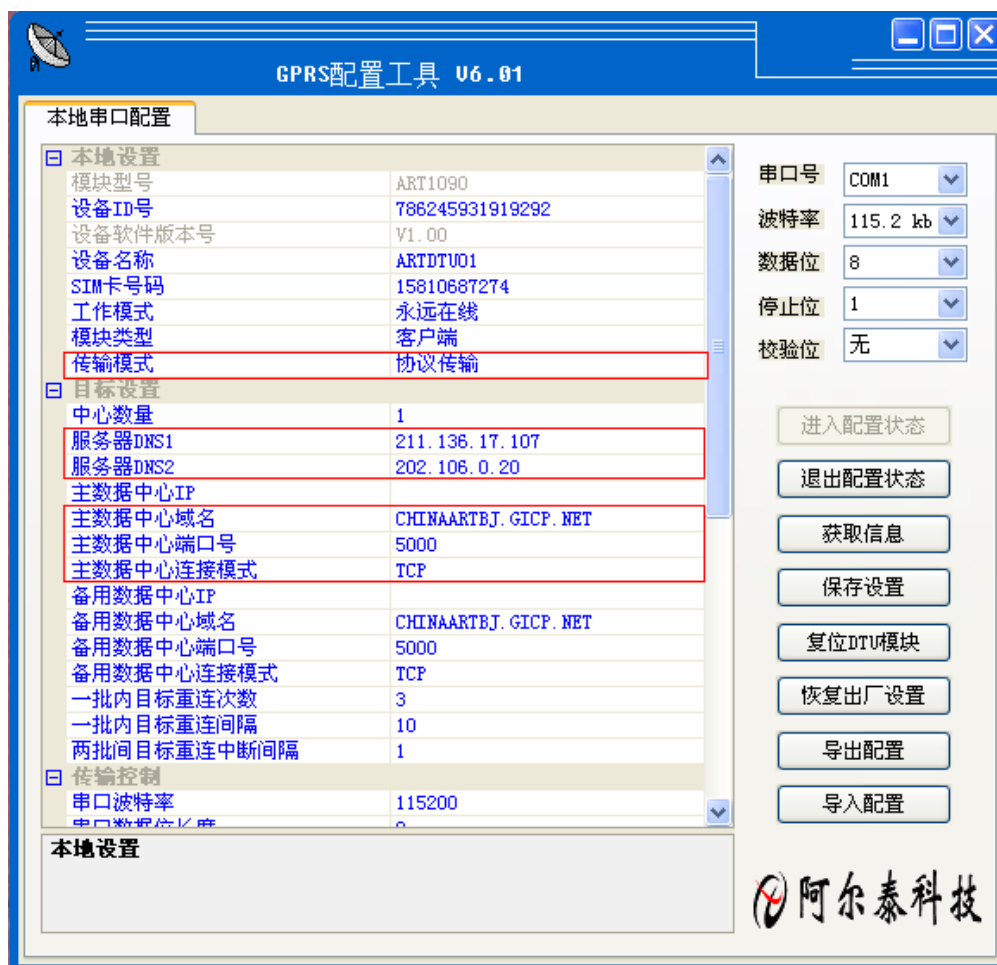 GPRS配置工具 V6.01
本地串口配置
本地设置
模块型号 ART1090
设备ID号 786245931919292
设备软件版本号 V1.00
设备名称 ARTDTU01
SIM卡号码 15810687274
工作模式 永远在线
模块类型 客户端
传输模式 协议传输
目标设置
中心数量 1
服务器DNS1 211.136.17.107
服务器DNS2 202.106.0.20
主数据中心IP
主数据中心域名 CHINAARTBJ.GICP.NET
主数据中心端口号 5000
主数据中心连接模式 TCP
备用数据中心IP
备用数据中心域名 CHINAARTBJ.GICP.NET
备用数据中心端口号 5000
备用数据中心连接模式 TCP
一批内目标重连次数 3
一批内目标重连间隔 10
两批间目标重连中断间隔 1
传输控制
串口波特率 115200
串口数据位长度 8
本地设置
串口号 COM1
波特率 115.2 kb
数据位 8
停止位 1
校验位 无
进入配置状态
退出配置状态
获取信息
保存设置
复位DTU模块
恢复出厂设置
导出配置
导入配置
阿尔泰科技